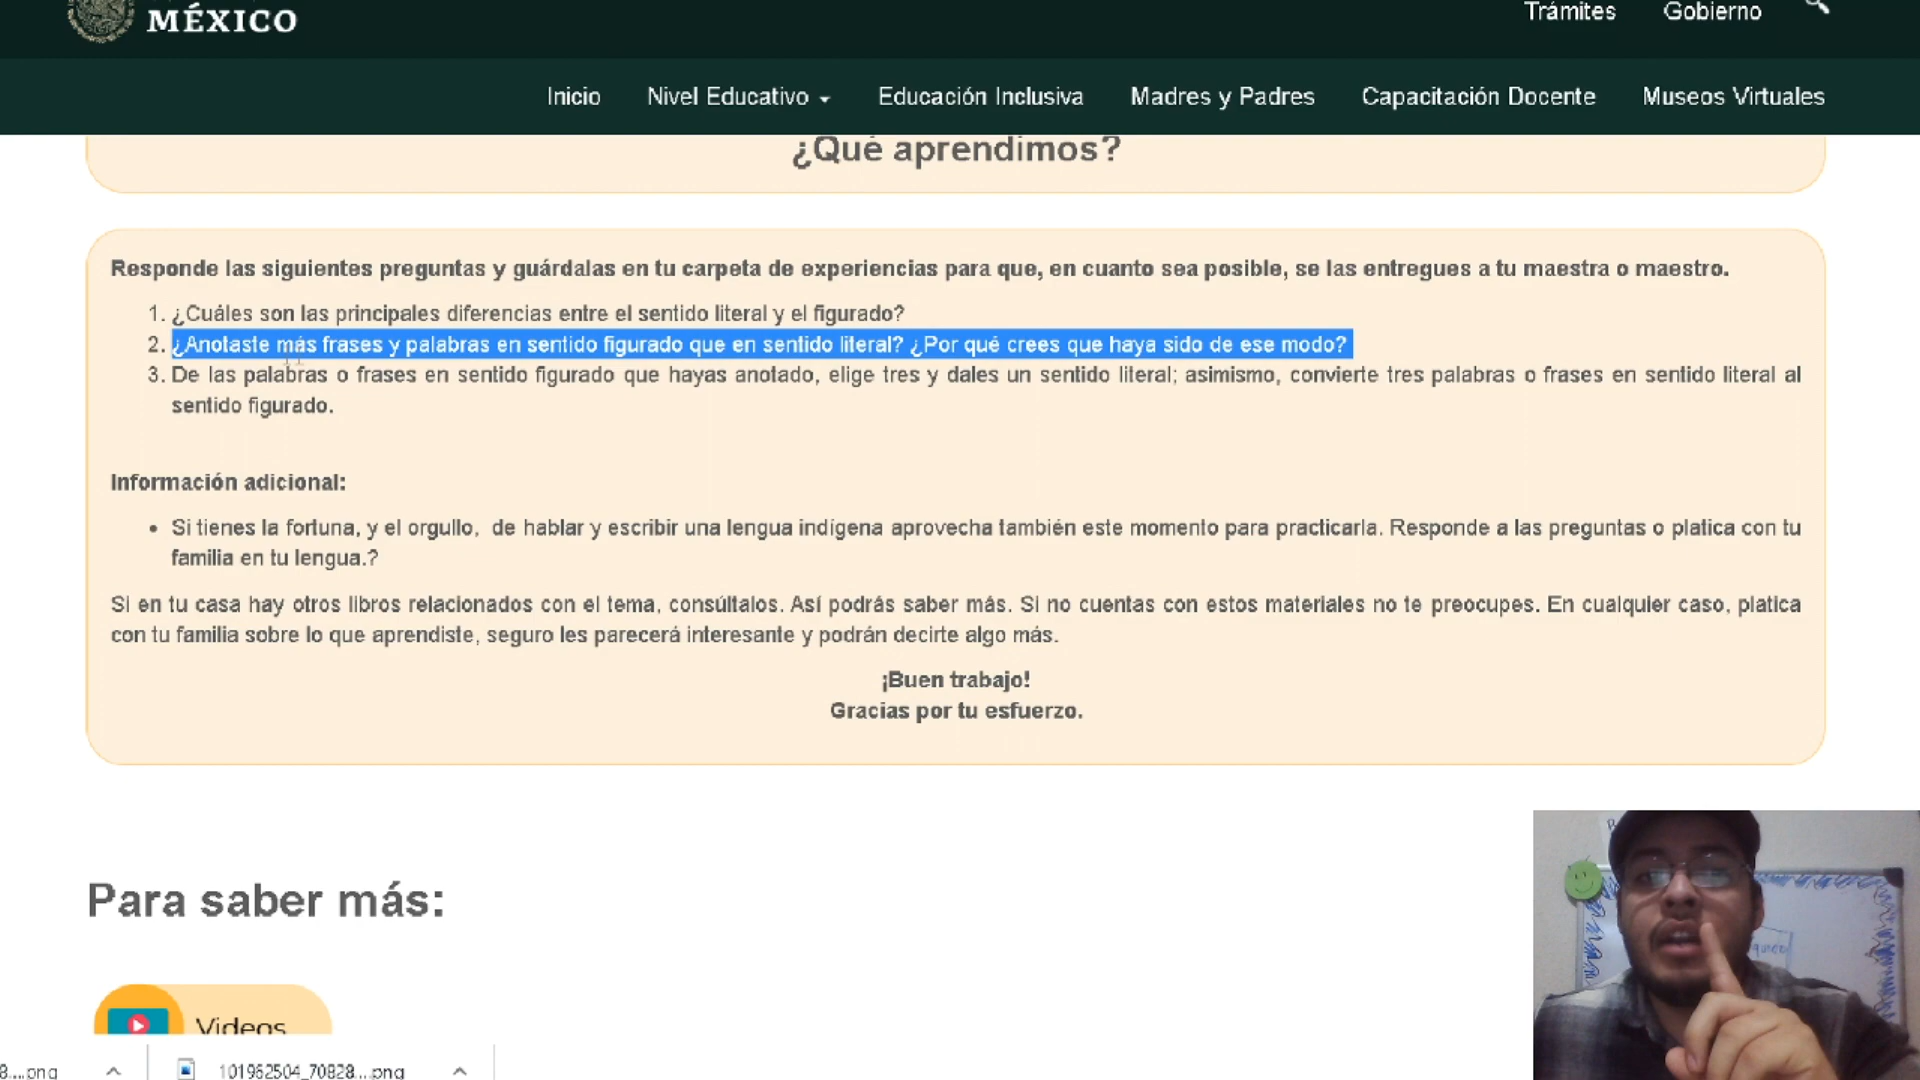 MÉXICO
Trámites Gobierno
Inicio Nivel Educativo Educación Inclusiva Madres y Padres Capacitación Docente Museos Virtuales
¿Qué aprendimos?
Responde las siguientes preguntas y guárdalas en tu carpeta de experiencias para que, en cuanto sea posible, se las entregues a tu maestra o maestro.
1. ¿Cuáles son las principales diferencias entre el sentido literal y el figurado?
2. ¿Anotaste más frases y palabras en sentido figurado que en sentido literal? ¿Por qué crees que haya sido de ese modo?
3. De las palabras o frases en sentido figurado que hayas anotado, elige tres y dales un sentido literal; asimismo, convierte tres palabras o frases en sentido literal al
sentido figurado.
Información adicional:
• Si tienes la fortuna, y el orgullo, de hablar y escribir una lengua indígena aprovecha también este momento para practicarla. Responde a las preguntas o platica con tu
familia en tu lengua.?
Si en tu casa hay otros libros relacionados con el tema, consúltalos. Así podrás saber más. Si no cuentas con estos materiales no te preocupes. En cualquier caso, platica
con tu familia sobre lo que aprendiste, seguro les parecerá interesante y podrán decirte algo más.
¡Buen trabajo!
Gracias por tu esfuerzo.
Para saber más:
Videos
8....png 101962504_70828....png